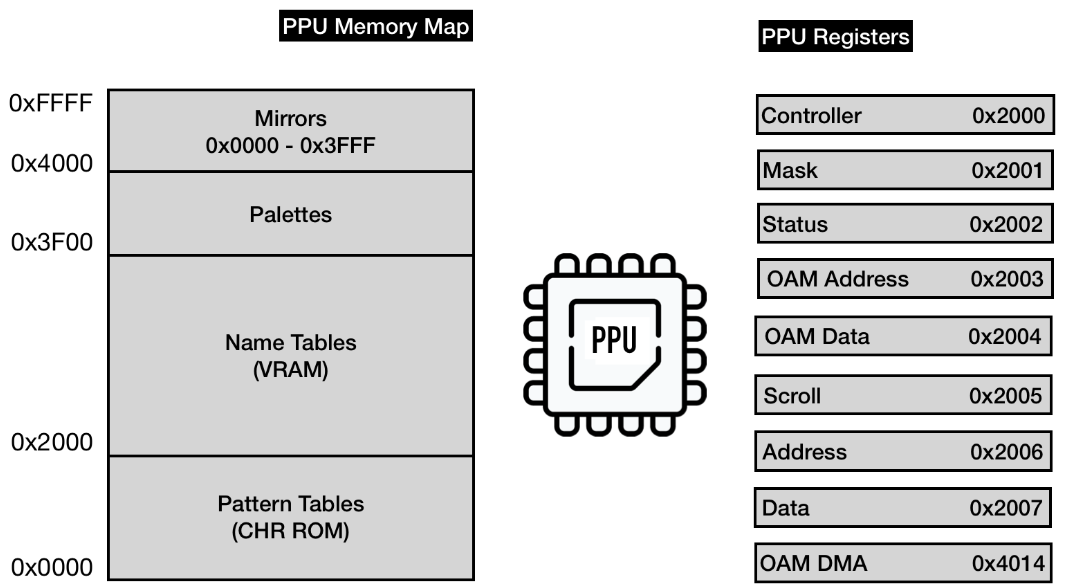 PPU Memory Map
0xFFFF
Mirrors
0x0000 - 0x3FFF
0x4000
Palettes
0x3F00
Name Tables
(VRAM)
0x2000
Pattern Tables
(CHR ROM)
0x0000
PPU
PPU Registers
Controller 0x2000
Mask 0x2001
Status 0x2002
OAM Address 0x2003
OAM Data 0x2004
Scroll 0x2005
Address 0x2006
Data 0x2007
OAM DMA 0x4014